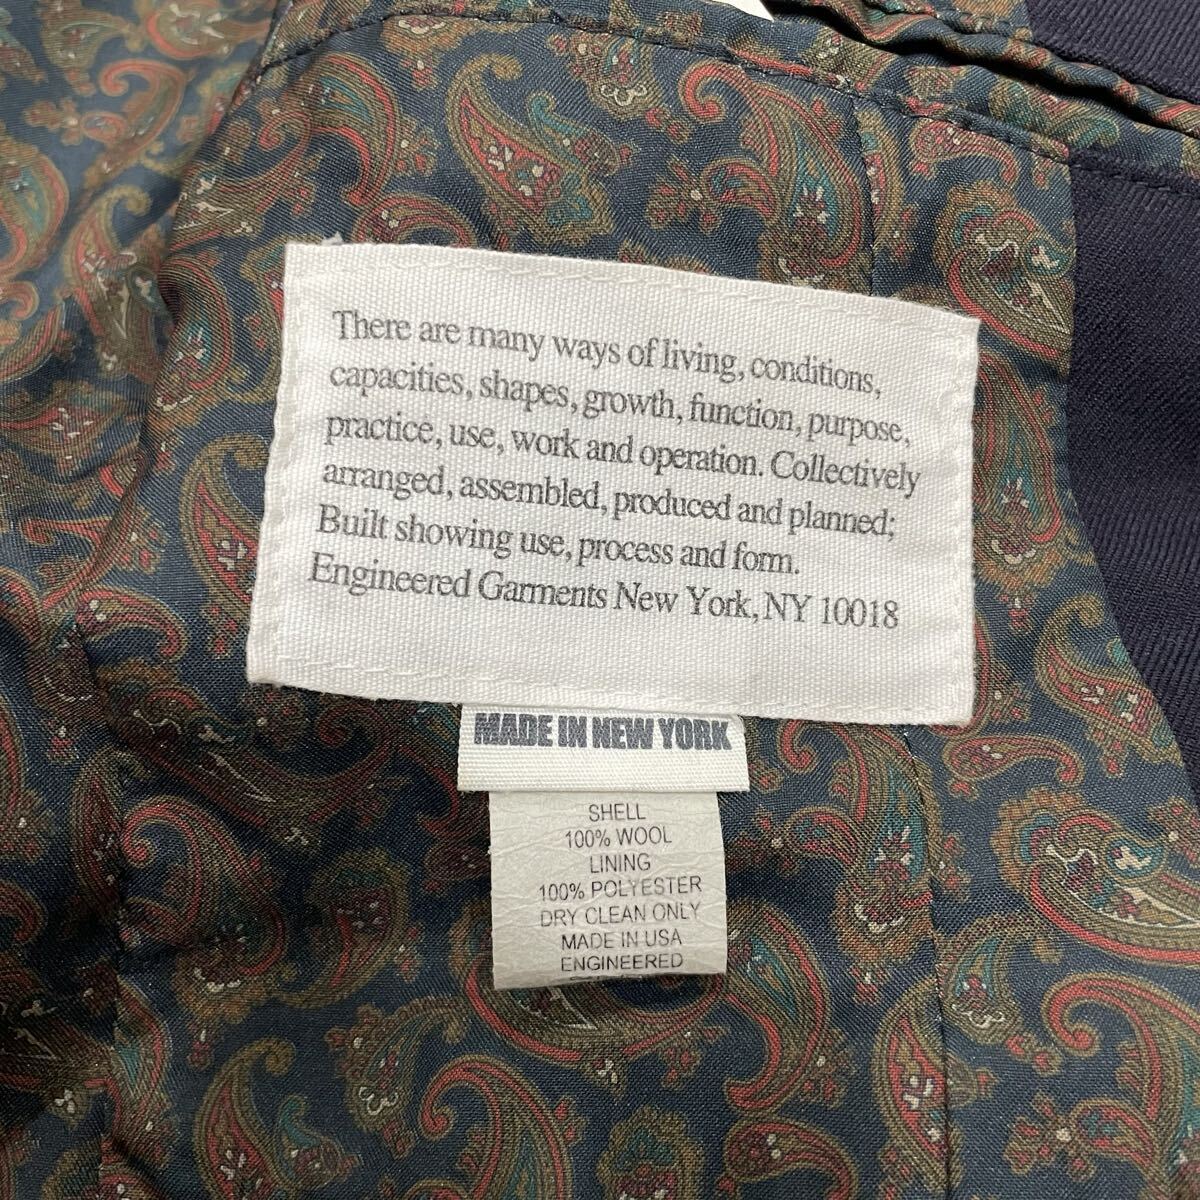 There are many ways of living, conditions,
capacities, shapes, growth, function, purpose,
practice, use, work and operation. Collectively
arranged, assembled, produced and planned;
Built showing use, process and form.
Engineered Garments New York, NY 10018
MADE IN NEW YORK
SHELL
100% WOOL
LINING
100% POLYESTER
DRY CLEAN ONLY
MADE IN USA
ENGINEERED